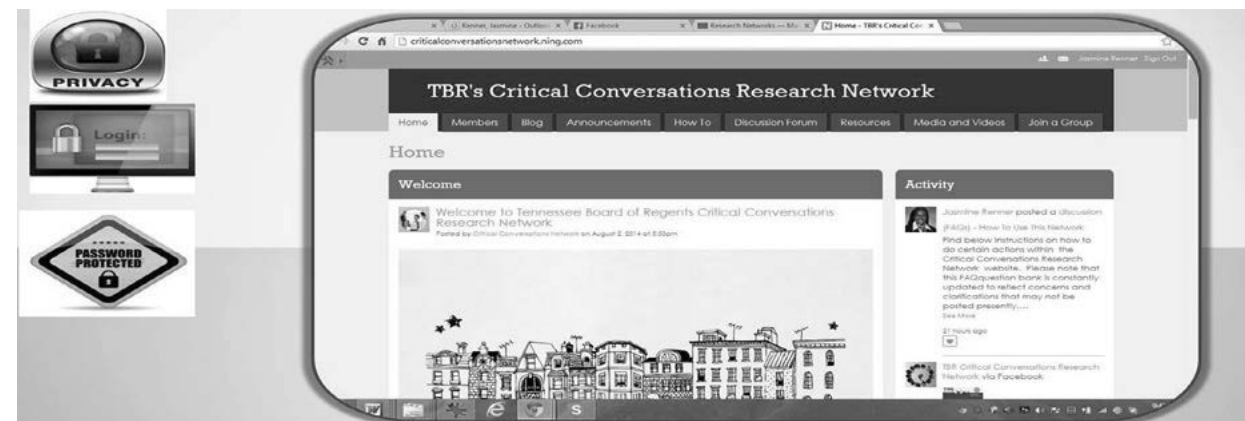 PRIVACY
Login:
PASSWORD
PROTECTED
Renner, Jasmine - Outloo
Facebook
Research Networks — M
Home - TBR's Critical Con
criticalconversationsnetwork.ning.com
Jasmine Renner Sign Out
TBR's Critical Conversations Research Network
Home Members Blog Announcements How To Discussion Forum Resources Media and Videos Join a Group
Home
Welcome
Welcome to Tennessee Board of Regents Critical Conversations
Research Network
Posted by Critical Conversations Network on August 2, 2014 at
Activity
Jasmine Renner posted a discussion
(FAQs) - How To Use This Network
Find below instructions on how to
do certain actions within the
Critical Conversations Research
Network website. Please note that
this FAQquestion bank is constantly
updated to reflect concerns and
clarifications that may not be
posted presently....
See More
21 hours ago
TBR Critical Conversations Research
Network via Facebook